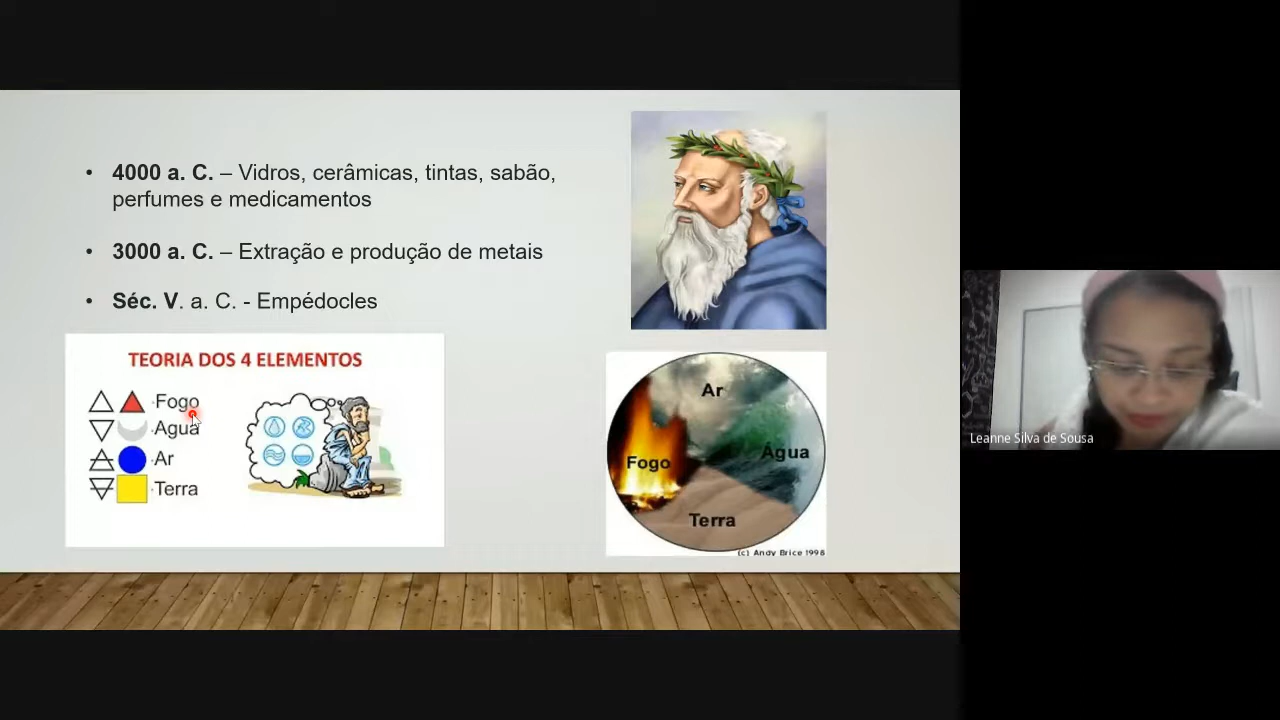 • 4000 a. C. – Vidros, cerâmicas, tintas, sabão,
perfumes e medicamentos
• 3000 a. C. – Extração e produção de metais
• Séc. V. a. C. - Empédocles
TEORIA DOS 4 ELEMENTOS
Fogo
Agua
Ar
Terra
Ar
Fogo
Água
Terra
(c) Andy Brice 1998
Leanne Silva de Sousa